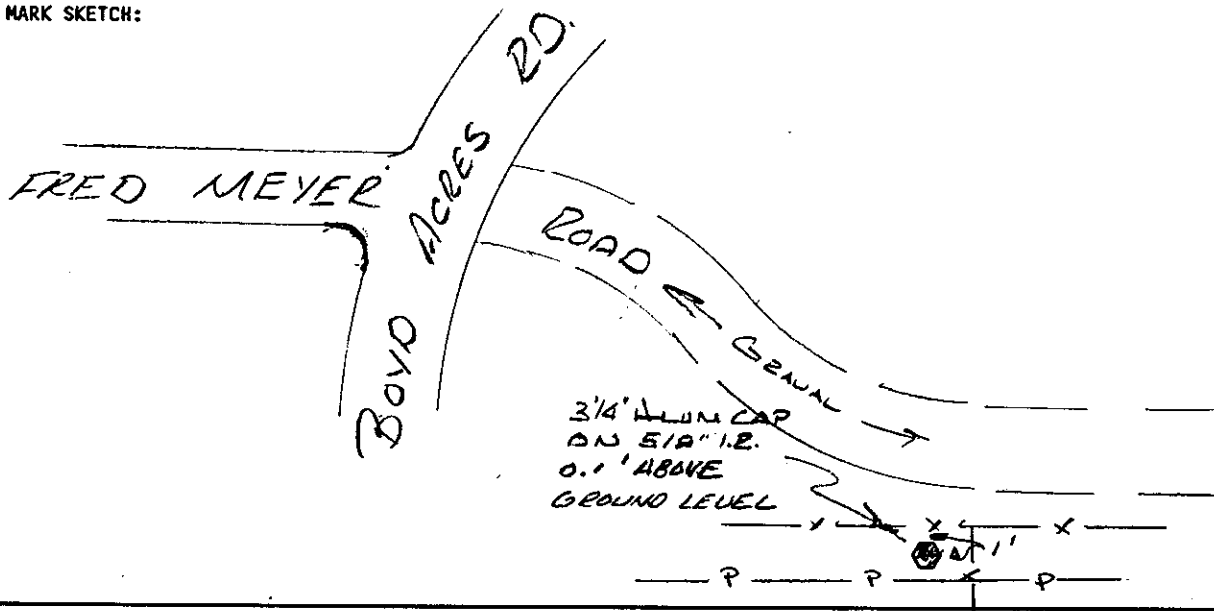 MARK SKETCH:
BOYD ACRES RD.
FRED MEYER
ROAD
GRAVAL
3 1/4" ALUM CAP
ON 5/8" I.R.
0.1' ABOVE
GROUND LEVEL
X X X
1'
P P X P